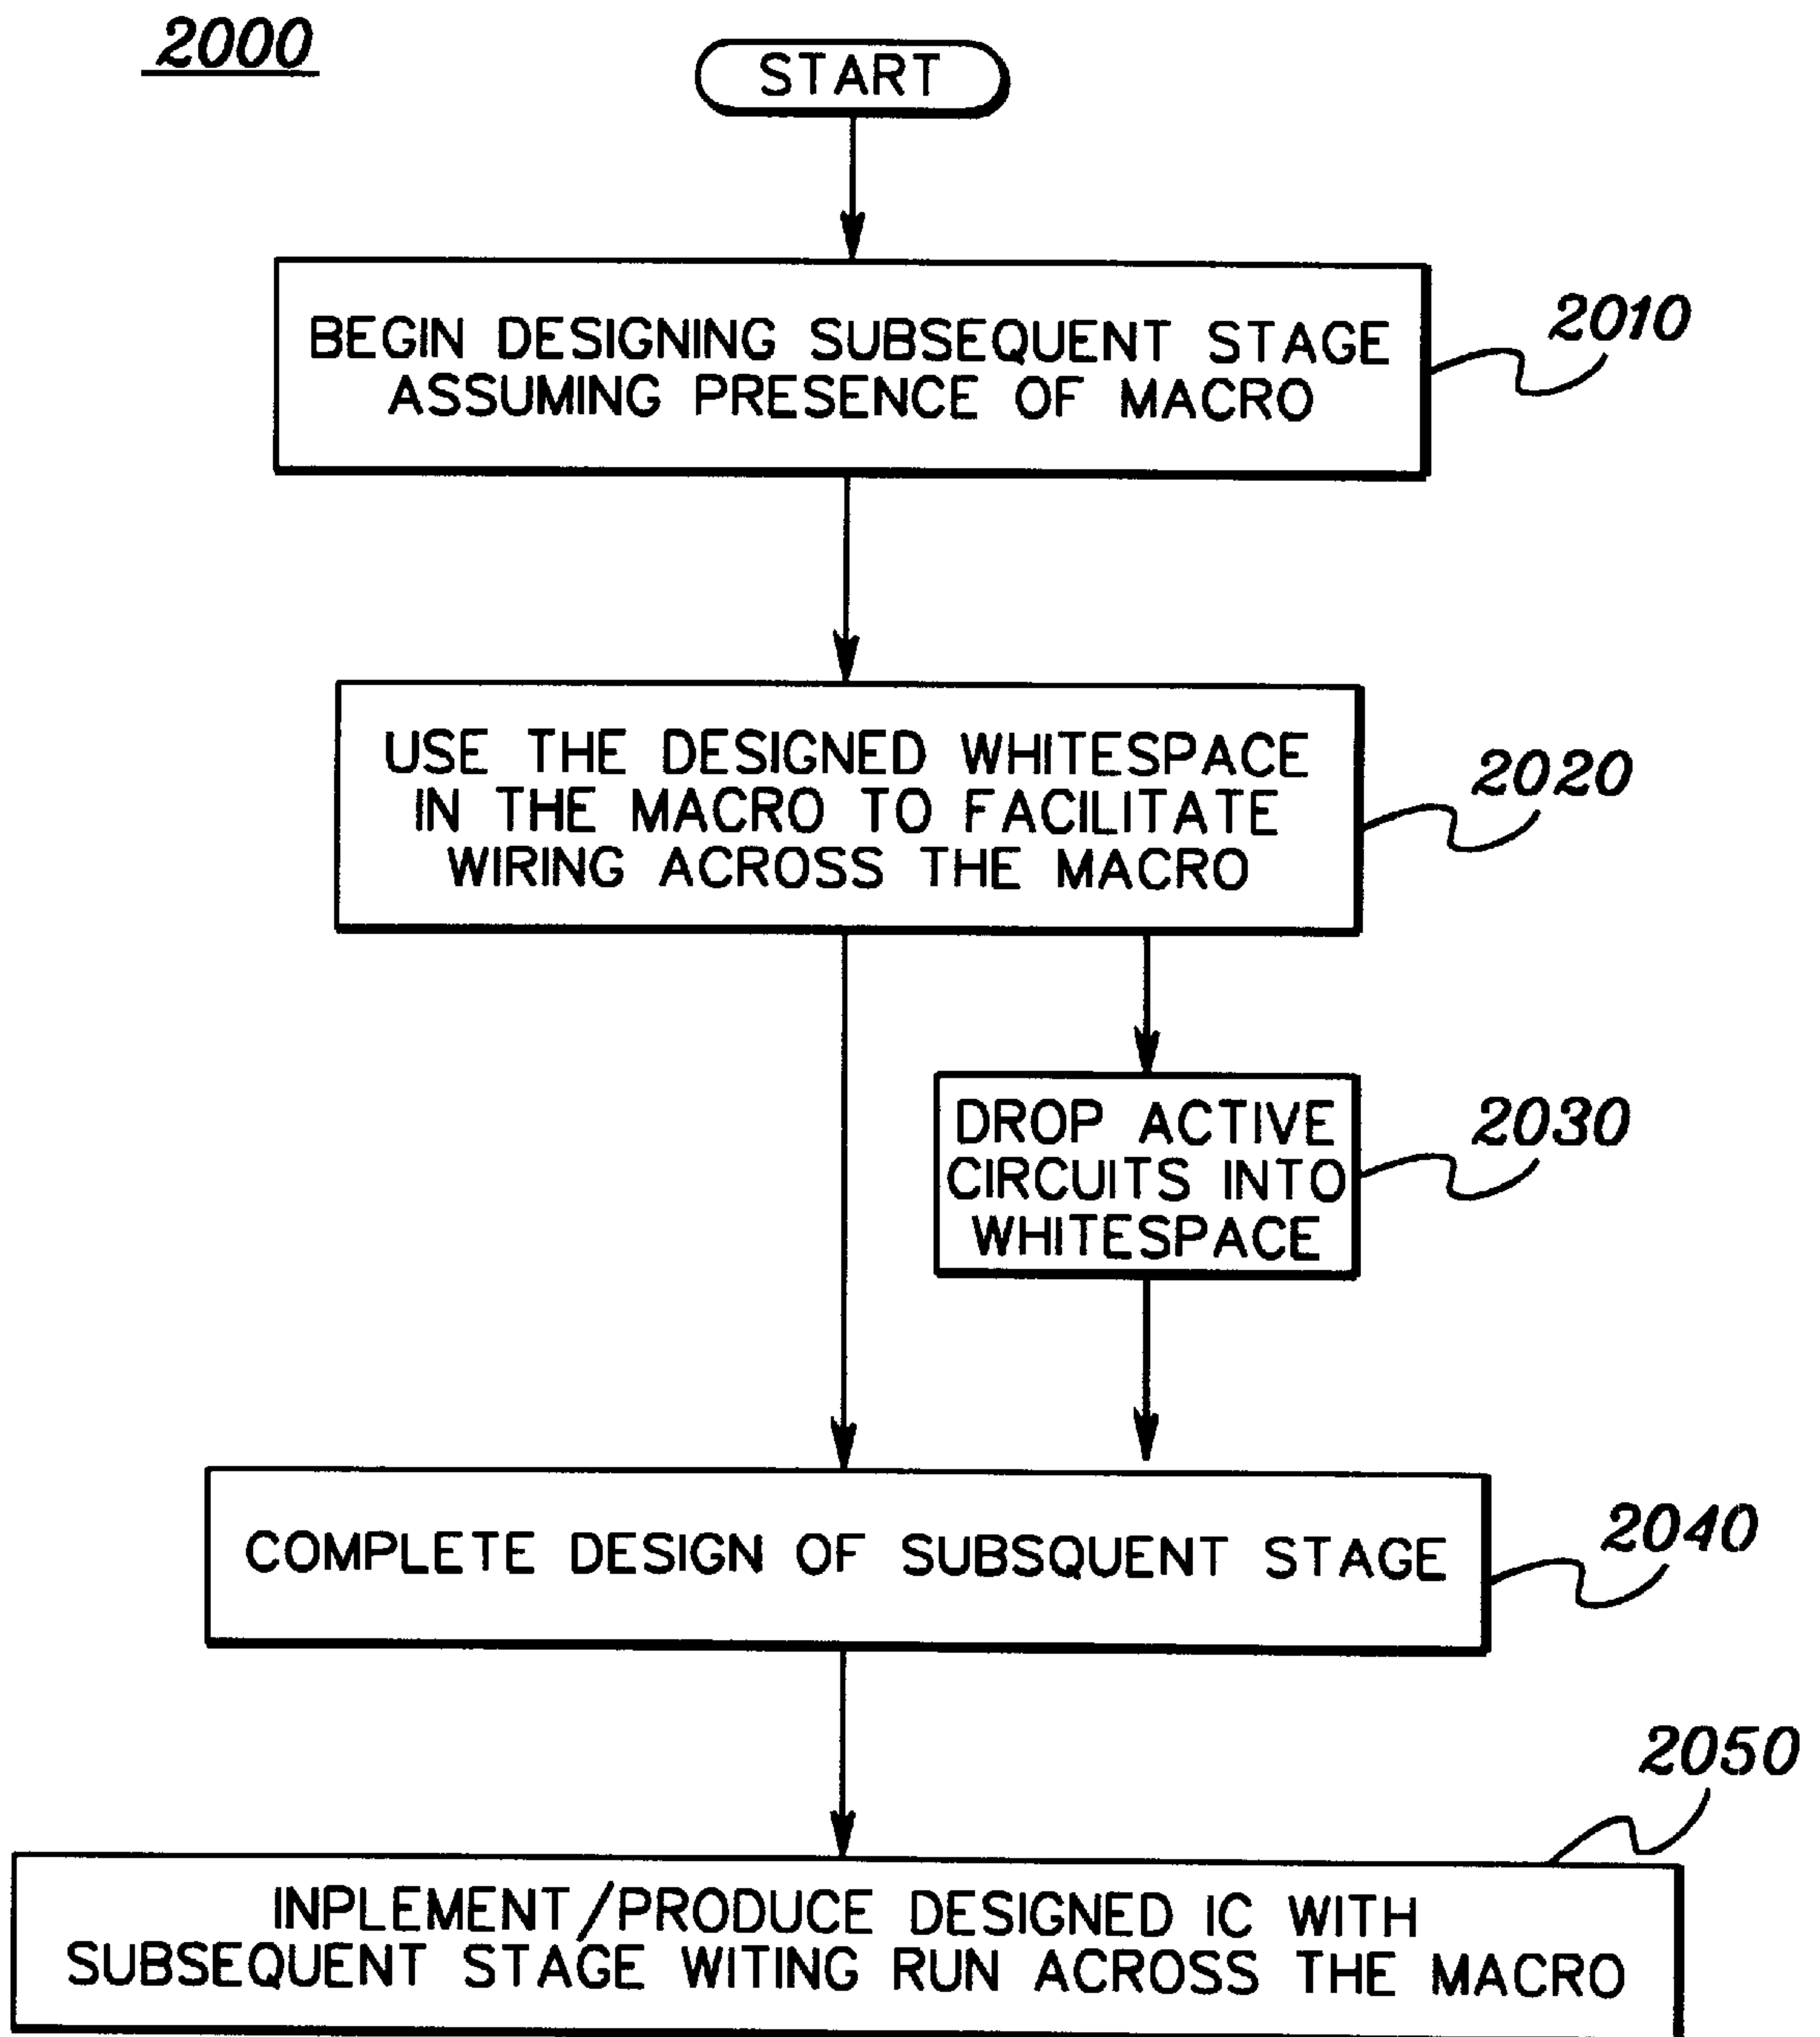 2000
START
BEGIN DESIGNING SUBSEQUENT STAGE
ASSUMING PRESENCE OF MACRO
2010
USE THE DESIGNED WHITESPACE
IN THE MACRO TO FACILITATE
WIRING ACROSS THE MACRO
2020
DROP ACTIVE
CIRCUITS INTO
WHITESPACE
2030
COMPLETE DESIGN OF SUBSQUENT STAGE
2040
INPLEMENT/PRODUCE DESIGNED IC WITH
SUBSEQUENT STAGE WITING RUN ACROSS THE MACRO
2050